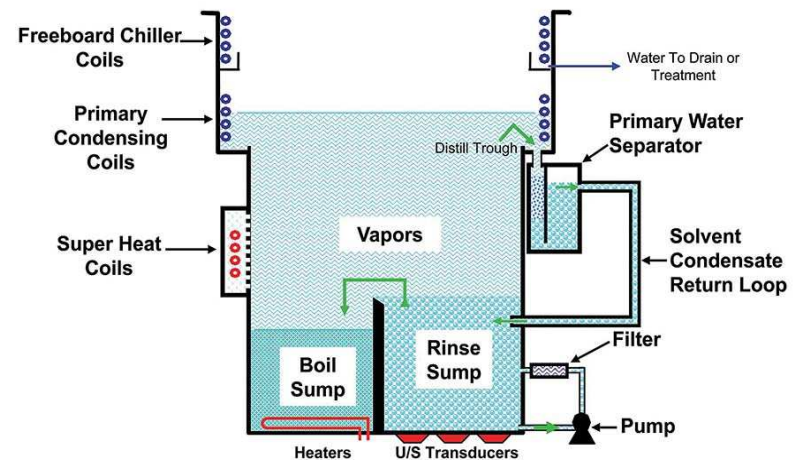 Freeboard Chiller
Coils
Water To Drain or
Treatment
Primary
Condensing
Coils
Distill Trough
Primary Water
Separator
Super Heat
Coils
Vapors
Solvent
Condensate
Return Loop
Boil
Sump
Rinse
Sump
Filter
Pump
Heaters
U/S Transducers